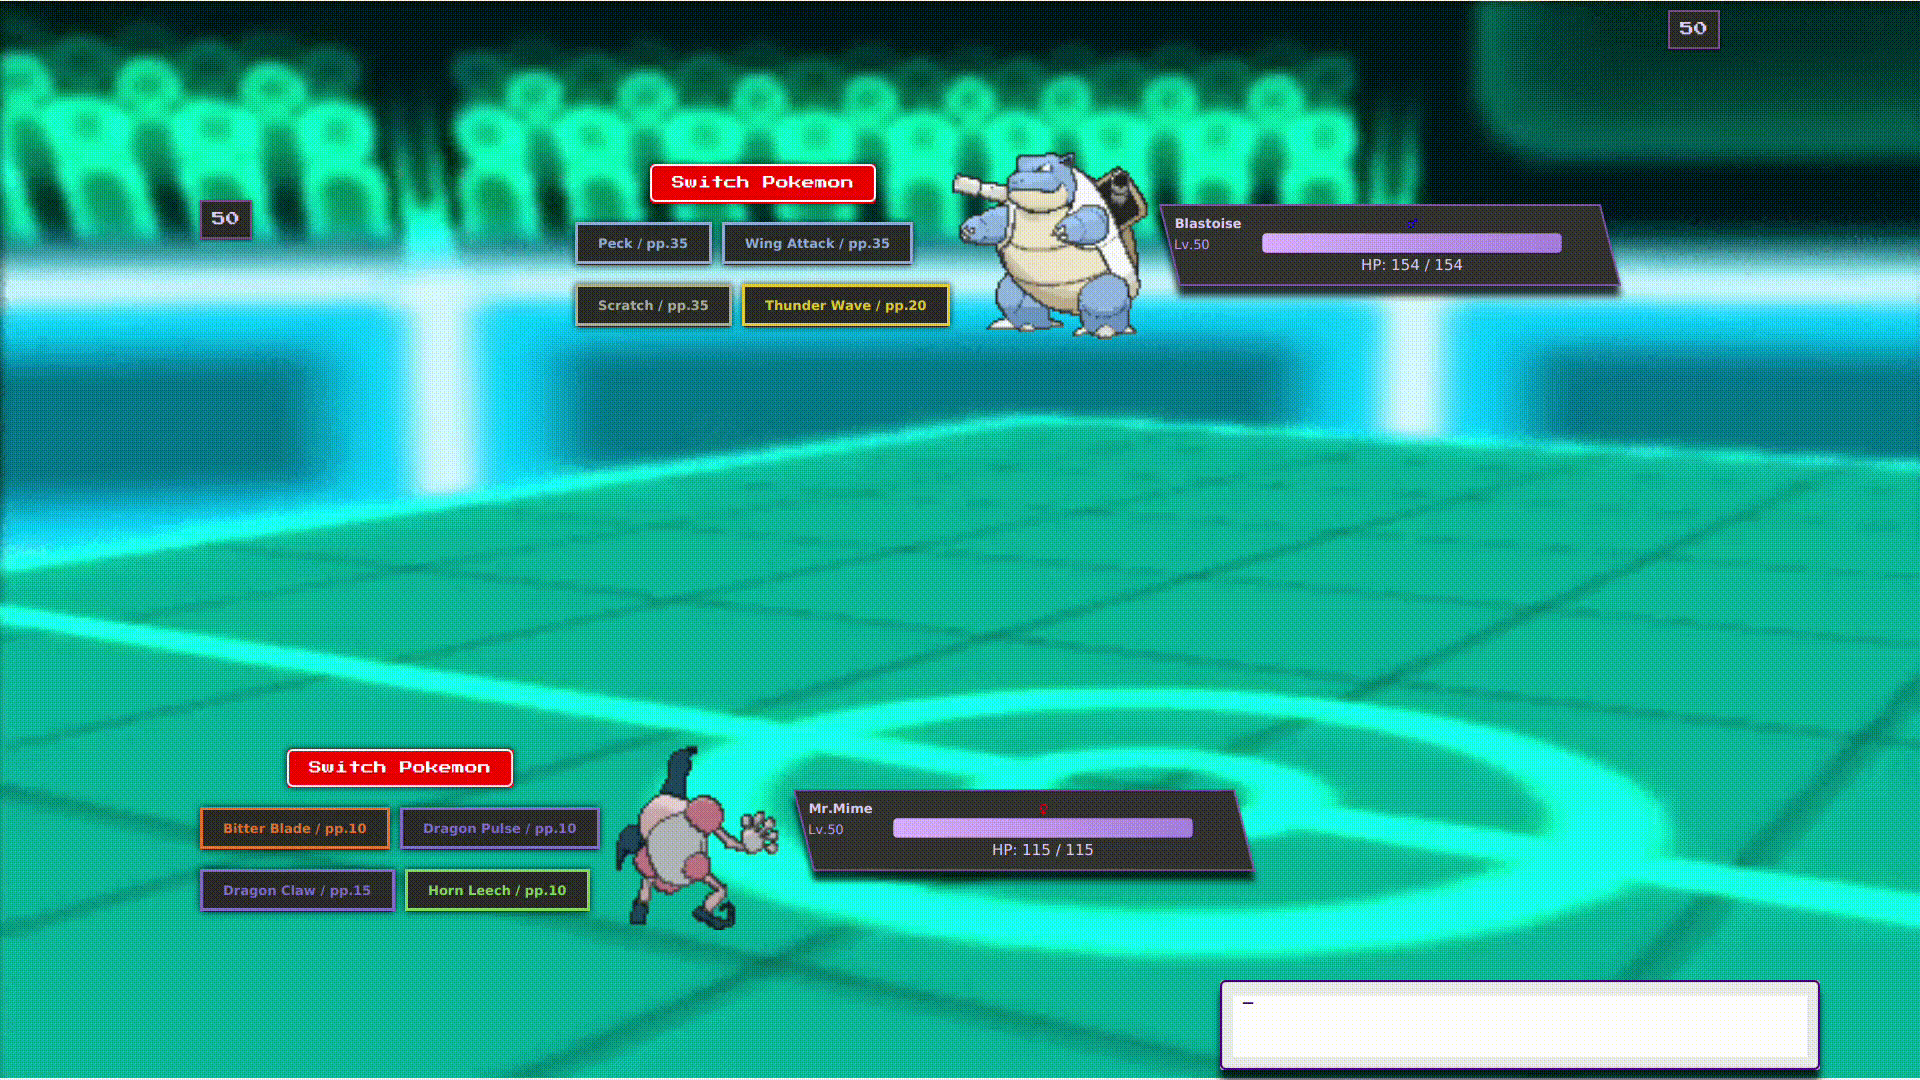 50
Switch Pokemon
50
Peck / pp.35
Wing Attack / pp.35
Scratch / pp.35
Thunder Wave / pp.20
Blastoise ♂
Lv.50
HP: 154 / 154
Switch Pokemon
Bitter Blade / pp.10
Dragon Pulse / pp.10
Dragon Claw / pp.15
Horn Leech / pp.10
Mr.Mime ♀
Lv.50
HP: 115 / 115
_